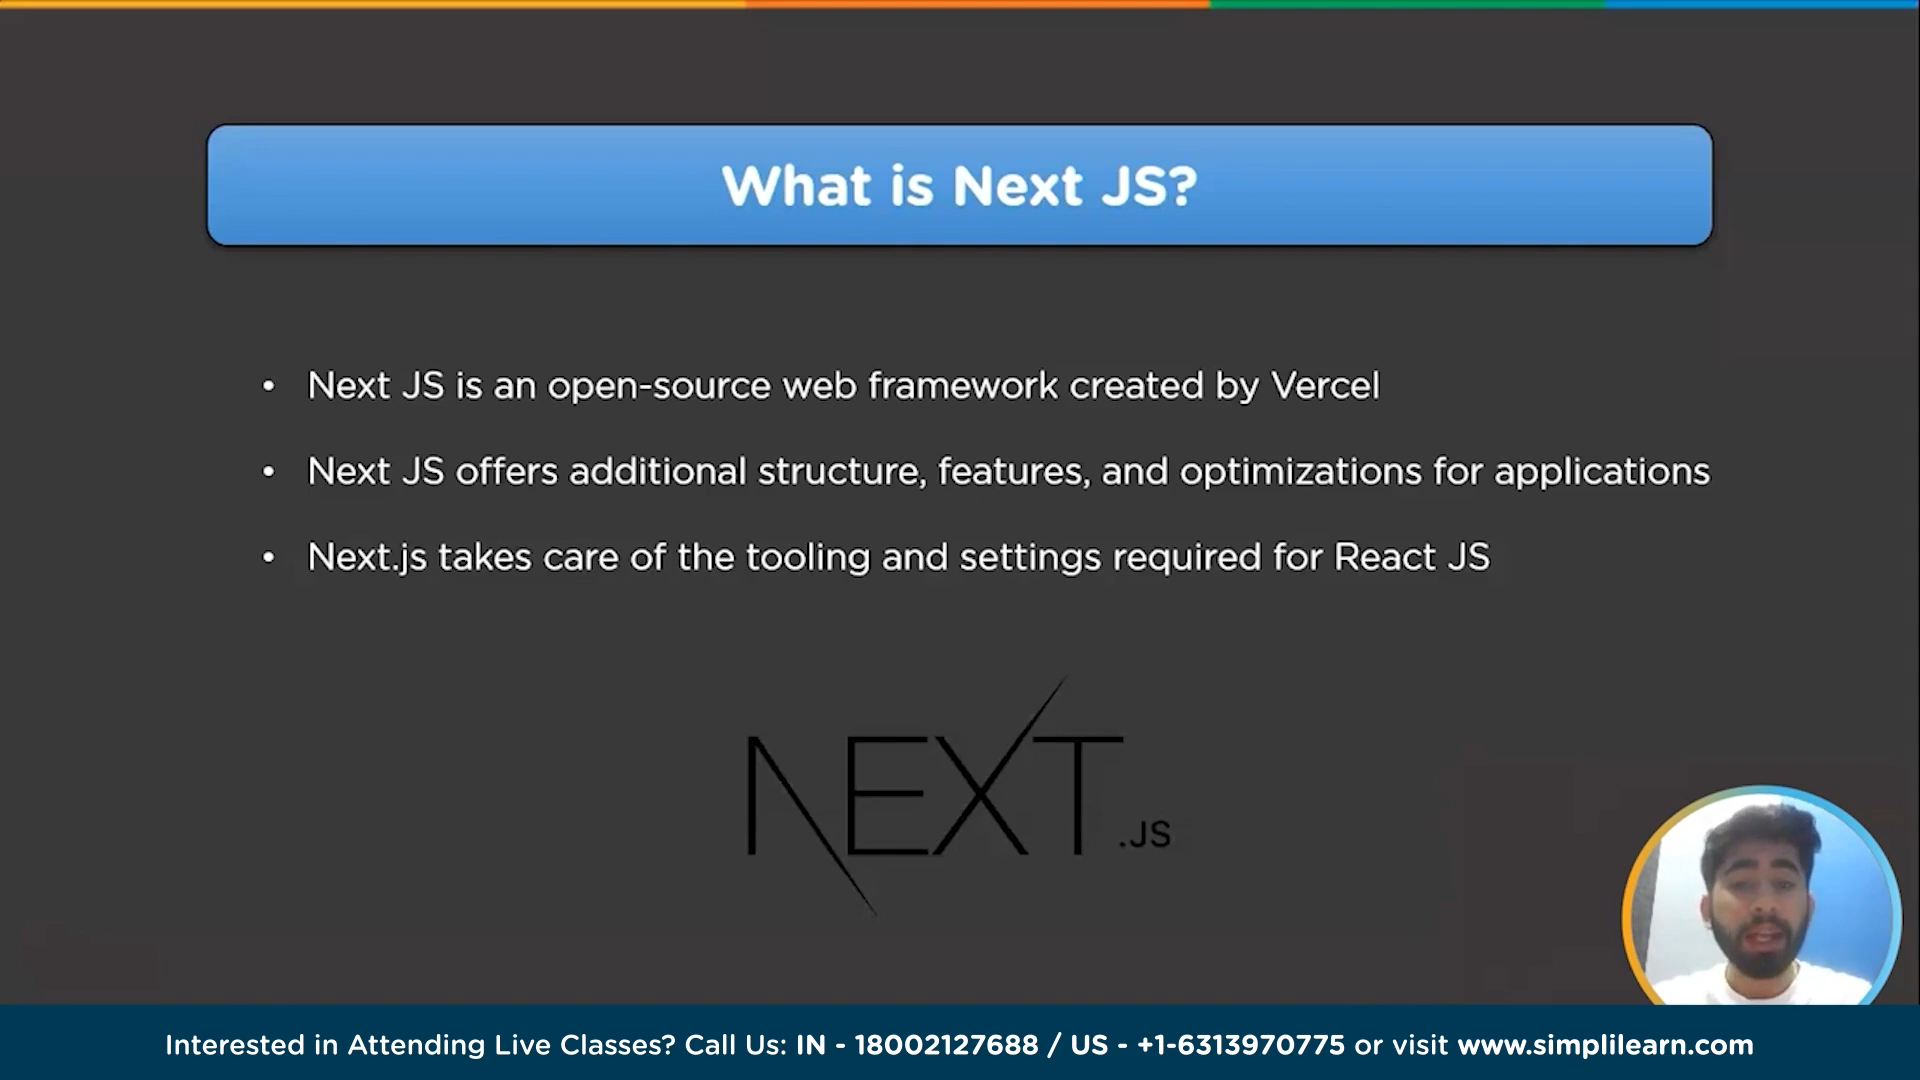 What is Next JS?
• Next JS is an open-source web framework created by Vercel
• Next JS offers additional structure, features, and optimizations for applications
• Next.js takes care of the tooling and settings required for React JS
NEXT.JS
Interested in Attending Live Classes? Call Us: IN - 18002127688 / US - +1-6313970775 or visit www.simplilearn.com